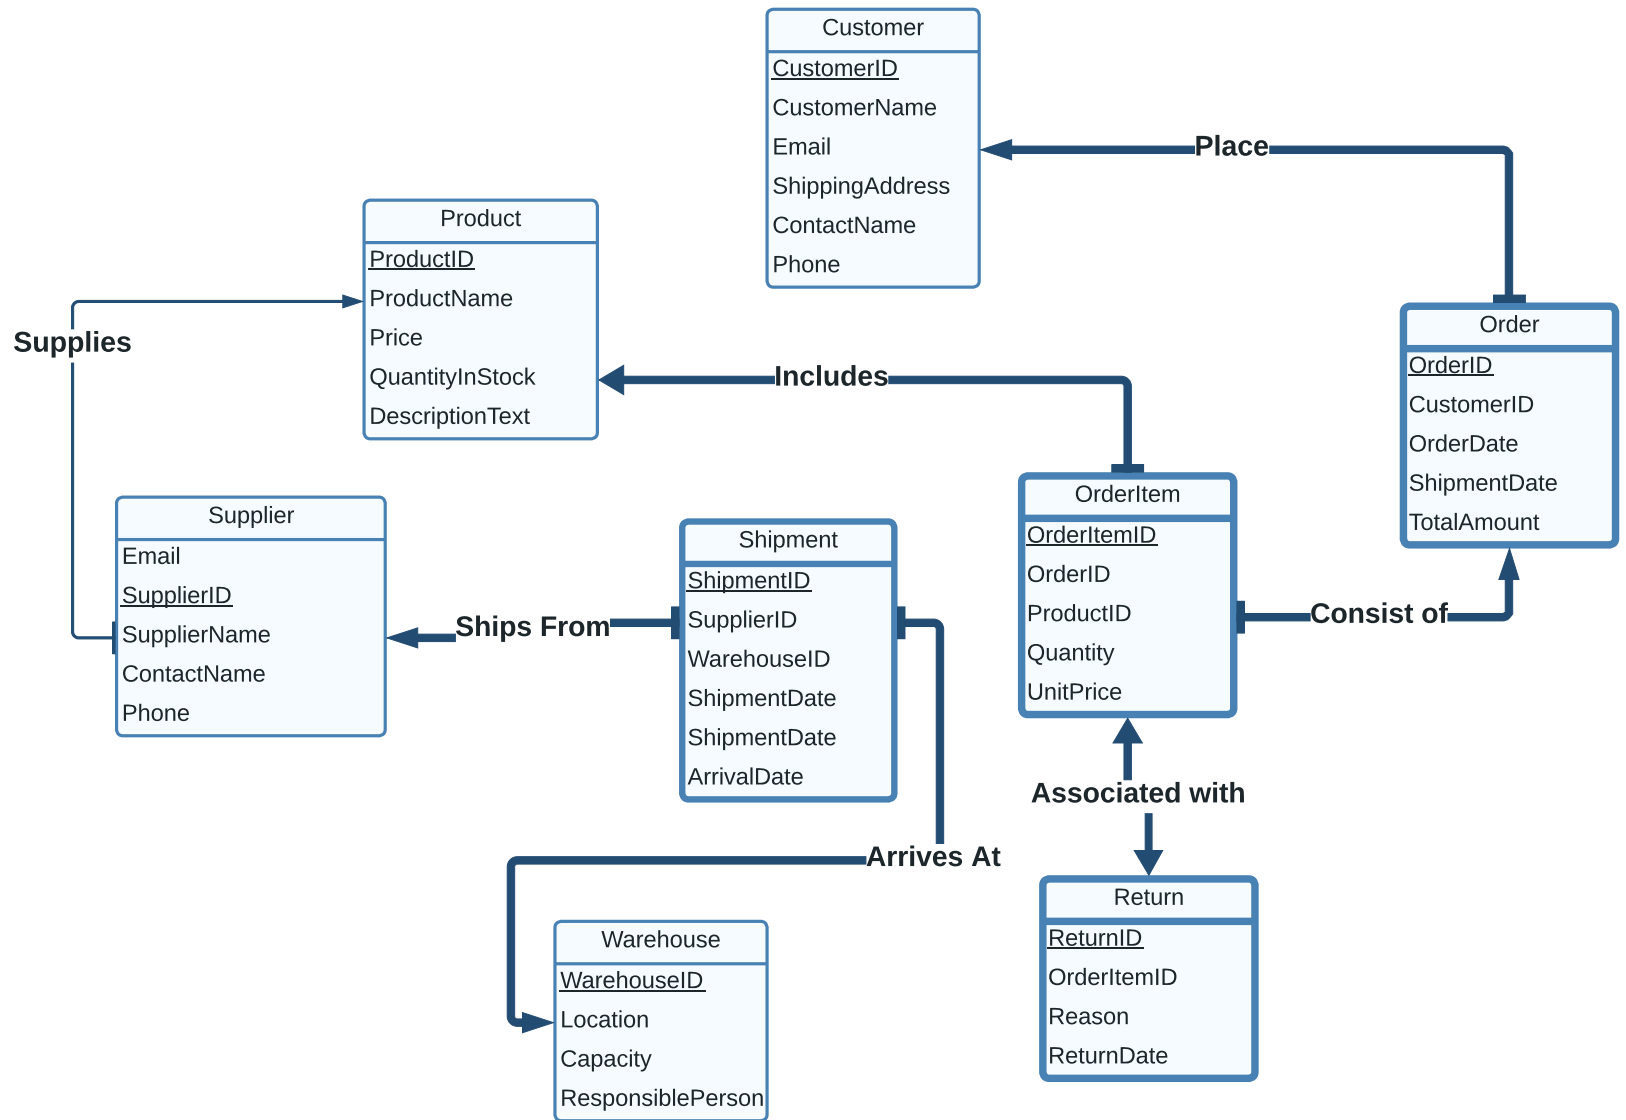 Customer
CustomerID
CustomerName
Email
ShippingAddress
ContactName
Phone
Place
Product
ProductID
ProductName
Price
QuantityInStock
DescriptionText
Supplies
Includes
Order
OrderID
CustomerID
OrderDate
ShipmentDate
TotalAmount
Supplier
Email
SupplierID
SupplierName
ContactName
Phone
Ships From
Shipment
ShipmentID
SupplierID
WarehouseID
ShipmentDate
ShipmentDate
ArrivalDate
OrderItem
OrderItemID
OrderID
ProductID
Quantity
UnitPrice
Consist of
Associated with
Arrives At
Return
ReturnID
OrderItemID
Reason
ReturnDate
Warehouse
WarehouseID
Location
Capacity
ResponsiblePerson